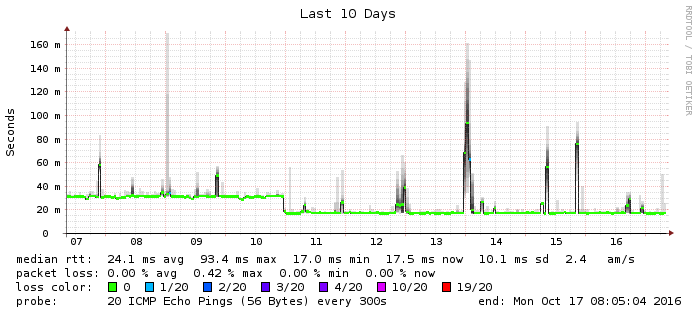 Last 10 Days
RRDTOOL / TOBI OETIKER
Seconds
160 m
140 m
120 m
100 m
80 m
60 m
40 m
20 m
0
07 08 09 10 11 12 13 14 15 16
median rtt: 24.1 ms avg 93.4 ms max 17.0 ms min 17.5 ms now 10.1 ms sd 2.4 am/s
packet loss: 0.00 % avg 0.42 % max 0.00 % min 0.00 % now
loss color: 0 1/20 2/20 3/20 4/20 10/20 19/20
probe: 20 ICMP Echo Pings (56 Bytes) every 300s end: Mon Oct 17 08:05:04 2016